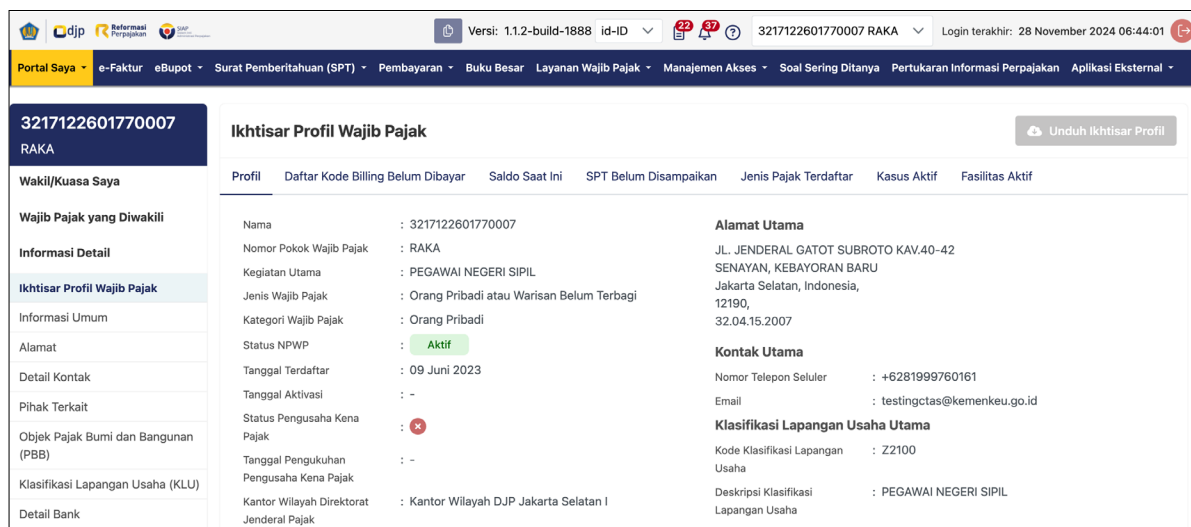 djp Reformasi Perpajakan SIAP Versi: 1.1.2-build-1888 id-ID 22 37 3217122601770007 RAKA Login terakhir: 28 November 2024 06:44:01
Portal Saya e-Faktur eBupot Surat Pemberitahuan (SPT) Pembayaran Buku Besar Layanan Wajib Pajak Manajemen Akses Soal Sering Ditanya Pertukaran Informasi Perpajakan Aplikasi Eksternal
3217122601770007
RAKA
Wakil/Kuasa Saya
Wajib Pajak yang Diwakili
Informasi Detail
Ikhtisar Profil Wajib Pajak
Informasi Umum
Alamat
Detail Kontak
Pihak Terkait
Objek Pajak Bumi dan Bangunan
(PBB)
Klasifikasi Lapangan Usaha (KLU)
Detail Bank
Ikhtisar Profil Wajib Pajak
Unduh Ikhtisar Profil
Profil Daftar Kode Billing Belum Dibayar Saldo Saat Ini SPT Belum Disampaikan Jenis Pajak Terdaftar Kasus Aktif Fasilitas Aktif
Nama : 3217122601770007
Nomor Pokok Wajib Pajak : RAKA
Kegiatan Utama : PEGAWAI NEGERI SIPIL
Jenis Wajib Pajak : Orang Pribadi atau Warisan Belum Terbagi
Kategori Wajib Pajak : Orang Pribadi
Status NPWP : Aktif
Tanggal Terdaftar : 09 Juni 2023
Tanggal Aktivasi : -
Status Pengusaha Kena
Pajak :
Tanggal Pengukuhan : -
Pengusaha Kena Pajak
Kantor Wilayah Direktorat : Kantor Wilayah DJP Jakarta Selatan I
Jenderal Pajak
Alamat Utama
JL. JENDERAL GATOT SUBROTO KAV.40-42
SENAYAN, KEBAYORAN BARU
Jakarta Selatan, Indonesia,
12190,
32.04.15.2007
Kontak Utama
Nomor Telepon Seluler : +6281999760161
Email : testingctas@kemenkeu.go.id
Klasifikasi Lapangan Usaha Utama
Kode Klasifikasi Lapangan : Z2100
Usaha
Deskripsi Klasifikasi : PEGAWAI NEGERI SIPIL
Lapangan Usaha